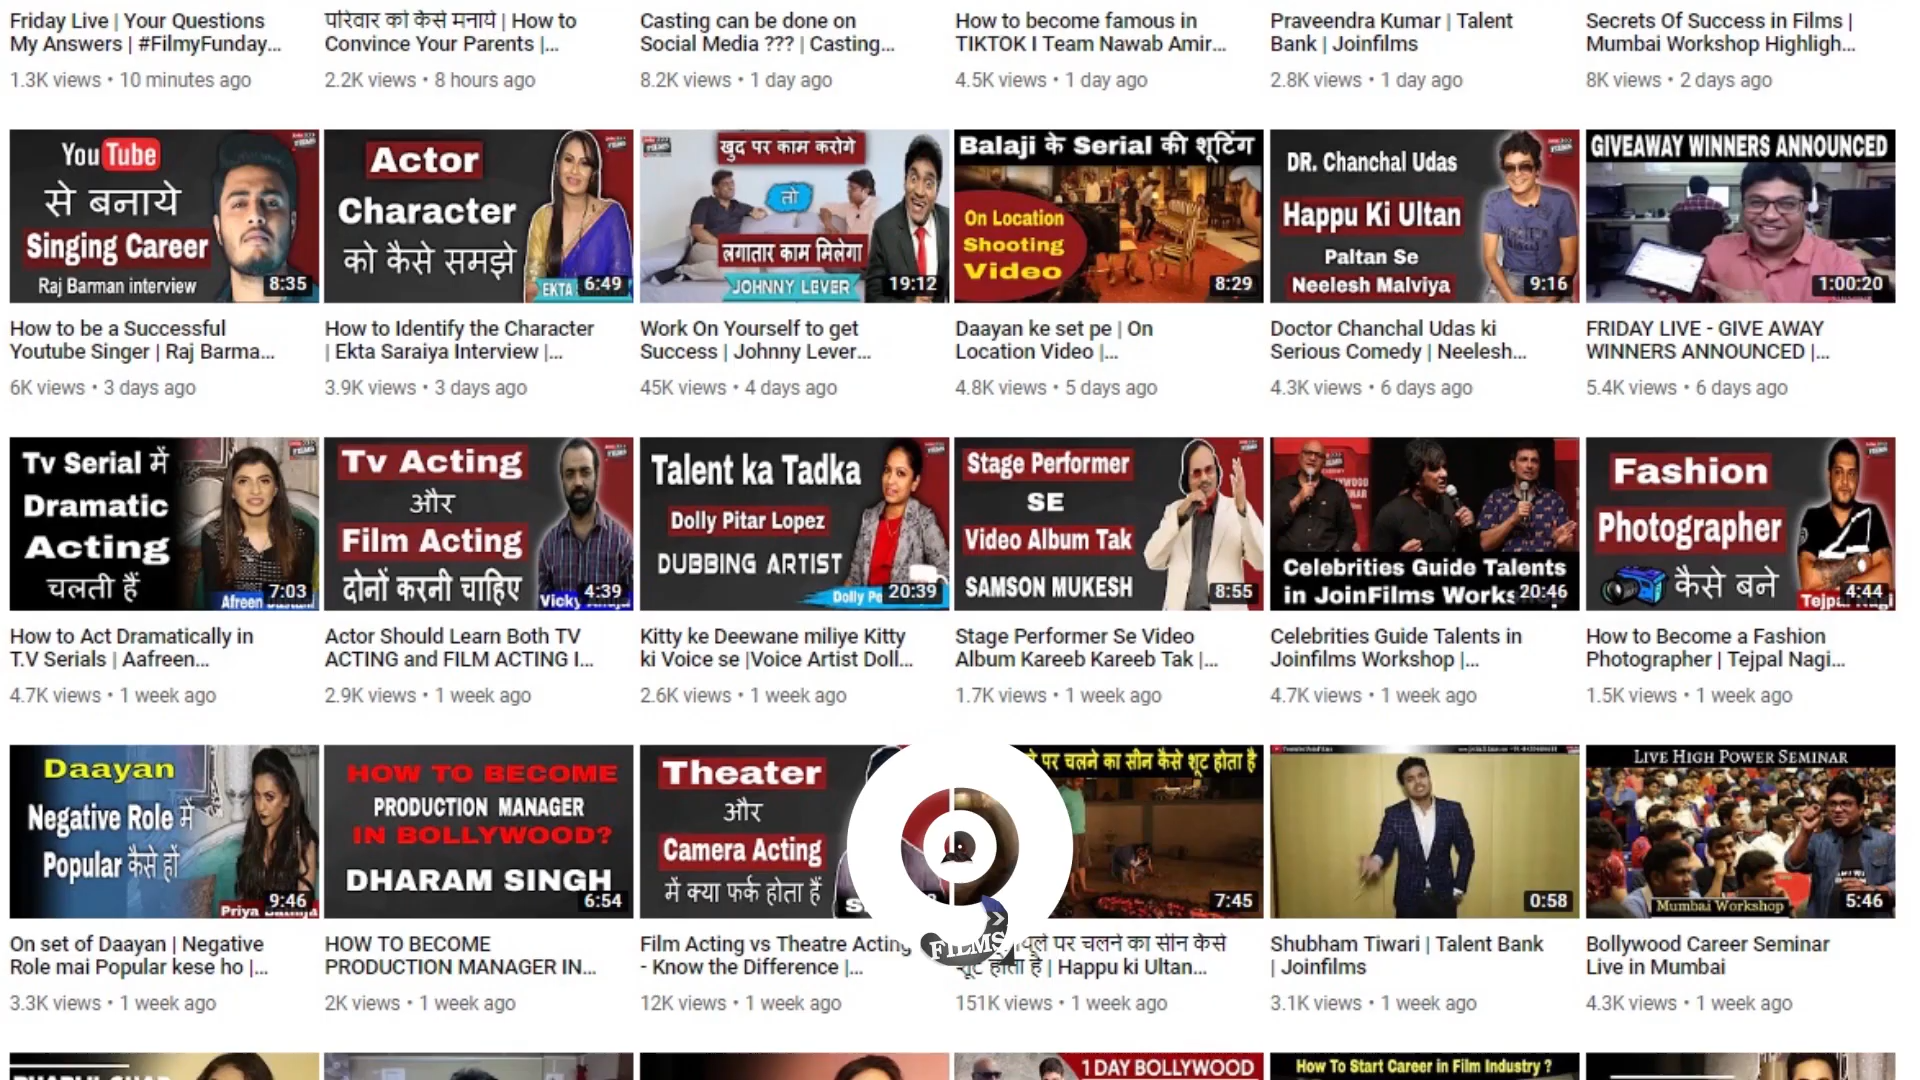 Friday Live | Your Questions
My Answers | #FilmyFunday...
1.3K views • 10 minutes ago
परिवार को कैसे मनाये | How to
Convince Your Parents |...
2.2K views • 8 hours ago
Casting can be done on
Social Media ??? | Casting...
8.2K views • 1 day ago
How to become famous in
TIKTOK I Team Nawab Amir...
4.5K views • 1 day ago
Praveendra Kumar | Talent
Bank | Joinfilms
2.8K views • 1 day ago
Secrets Of Success in Films |
Mumbai Workshop Highligh...
8K views • 2 days ago
YouTube
से बनाये
Singing Career
Raj Barman interview
8:35
How to be a Successful
Youtube Singer | Raj Barma...
6K views • 3 days ago
Actor
Character
को कैसे समझे
EKTA
6:49
How to Identify the Character
| Ekta Saraiya Interview |...
3.9K views • 3 days ago
खुद पर काम करोगे
तो
लगातार काम मिलेगा
JOHNNY LEVER
19:12
Work On Yourself to get
Success | Johnny Lever...
45K views • 4 days ago
Balaji के Serial की शूटिंग
On Location
Shooting
Video
8:29
Daayan ke set pe | On
Location Video |...
4.8K views • 5 days ago
DR. Chanchal Udas
Happu Ki Ultan
Paltan Se
Neelesh Malviya
9:16
Doctor Chanchal Udas ki
Serious Comedy | Neelesh...
4.3K views • 6 days ago
GIVEAWAY WINNERS ANNOUNCED
1:00:20
FRIDAY LIVE - GIVE AWAY
WINNERS ANNOUNCED |...
5.4K views • 6 days ago
Tv Serial में
Dramatic
Acting
चलती हैं
Afreen
7:03
How to Act Dramatically in
T.V Serials | Aafreen...
4.7K views • 1 week ago
Tv Acting
और
Film Acting
दोनों करनी चाहिए
Vicky
4:39
Actor Should Learn Both TV
ACTING and FILM ACTING I...
2.9K views • 1 week ago
Talent ka Tadka
Dolly Pitar Lopez
DUBBING ARTIST
Dolly
20:39
Kitty ke Deewane miliye Kitty
ki Voice se |Voice Artist Doll...
2.6K views • 1 week ago
Stage Performer
SE
Video Album Tak
SAMSON MUKESH
8:55
Stage Performer Se Video
Album Kareeb Kareeb Tak |...
1.7K views • 1 week ago
Celebrities Guide Talents
in JoinFilms
20:46
Celebrities Guide Talents in
Joinfilms Workshop |...
4.7K views • 1 week ago
Fashion
Photographer
कैसे बने
4:44
How to Become a Fashion
Photographer | Tejpal Nagi...
1.5K views • 1 week ago
Daayan
Negative Role में
Popular कैसे हों
Priya
9:46
On set of Daayan | Negative
Role mai Popular kese ho |...
3.3K views • 1 week ago
HOW TO BECOME
PRODUCTION MANAGER
IN BOLLYWOOD?
DHARAM SINGH
6:54
HOW TO BECOME
PRODUCTION MANAGER IN...
2K views • 1 week ago
Theater
और
Camera Acting
में क्या फर्क होता हैं
Film Acting vs Theatre Acting
- Know the Difference |...
12K views • 1 week ago
FILMS
पर चलने का सीन कैसे शूट होता है
7:45
पर चलने का सीन कैसे
शूट होता है | Happu ki Ultan...
151K views • 1 week ago
0:58
Shubham Tiwari | Talent Bank
| Joinfilms
3.1K views • 1 week ago
LIVE HIGH POWER SEMINAR
Mumbai Workshop
5:46
Bollywood Career Seminar
Live in Mumbai
4.3K views • 1 week ago
1 DAY BOLLYWOOD
How To Start Career in Film Industry ?